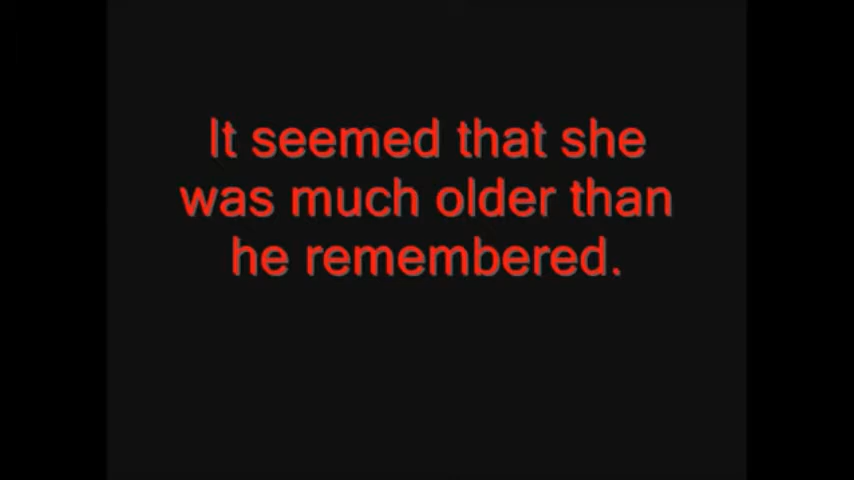 It seemed that she
was much older than
he remembered.